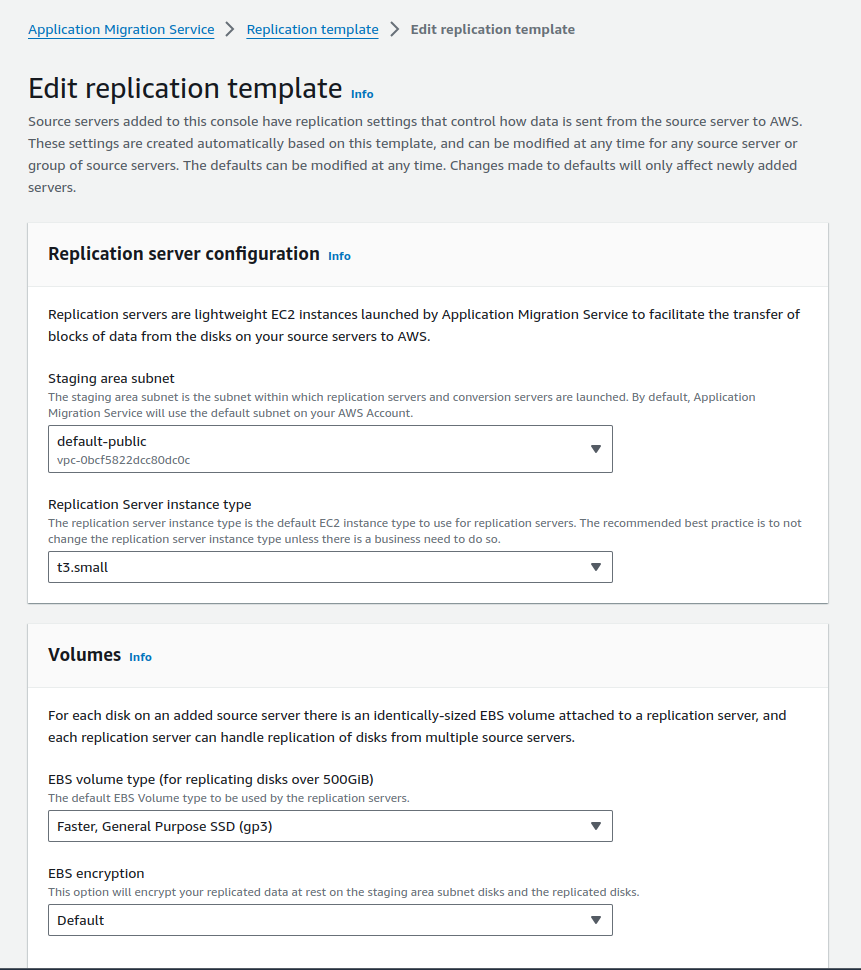 Application Migration Service > Replication template > Edit replication template
Edit replication template Info
Source servers added to this console have replication settings that control how data is sent from the source server to AWS.
These settings are created automatically based on this template, and can be modified at any time for any source server or
group of source servers. The defaults can be modified at any time. Changes made to defaults will only affect newly added
servers.
Replication server configuration Info
Replication servers are lightweight EC2 instances launched by Application Migration Service to facilitate the transfer of
blocks of data from the disks on your source servers to AWS.
Staging area subnet
The staging area subnet is the subnet within which replication servers and conversion servers are launched. By default, Application
Migration Service will use the default subnet on your AWS Account.
default-public
vpc-0bcf5822dcc80dc0c
Replication Server instance type
The replication server instance type is the default EC2 instance type to use for replication servers. The recommended best practice is to not
change the replication server instance type unless there is a business need to do so.
t3.small
Volumes Info
For each disk on an added source server there is an identically-sized EBS volume attached to a replication server, and
each replication server can handle replication of disks from multiple source servers.
EBS volume type (for replicating disks over 500GiB)
The default EBS Volume type to be used by the replication servers.
Faster, General Purpose SSD (gp3)
EBS encryption
This option will encrypt your replicated data at rest on the staging area subnet disks and the replicated disks.
Default